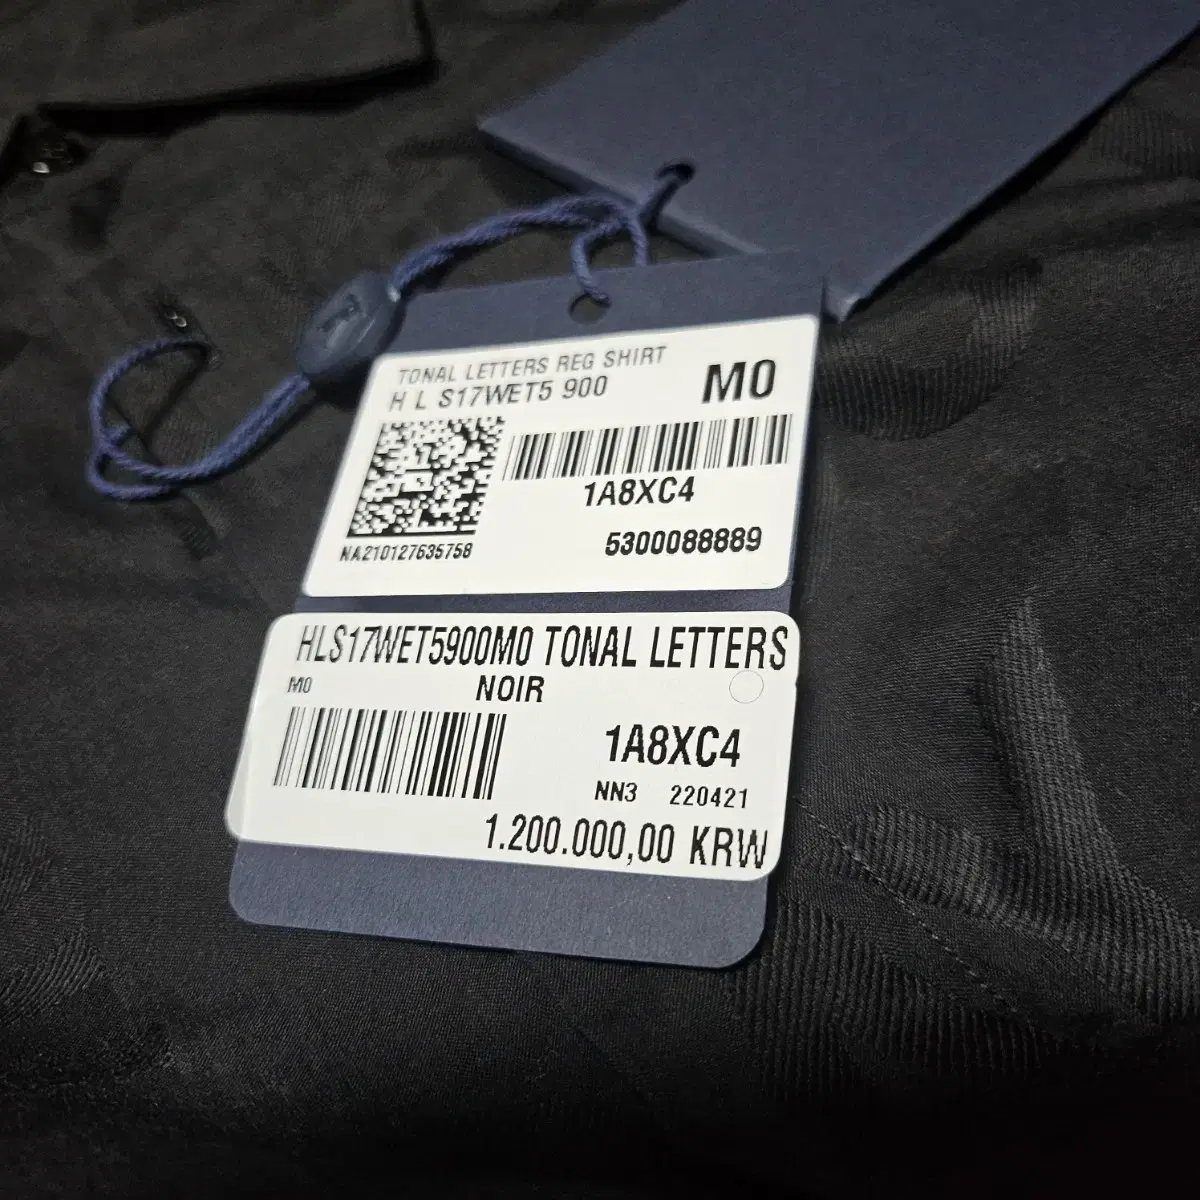 TONAL LETTERS REG SHIRT
H L S17WET5 900
M0
1A8XC4
NA210127635758
5300088889
HLS17WET5900M0 TONAL LETTERS
M0 NOIR
1A8XC4
NN3 220421
1.200.000,00 KRW